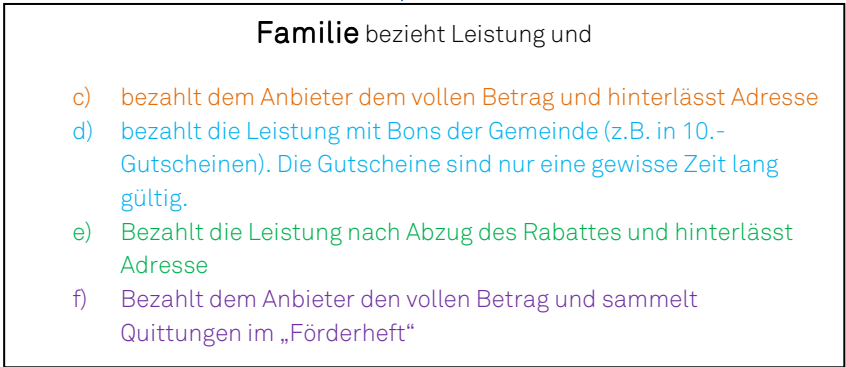 Familie bezieht Leistung und
c) bezahlt dem Anbieter dem vollen Betrag und hinterlässt Adresse
d) bezahlt die Leistung mit Bons der Gemeinde (z.B. in 10.-
Gutscheinen). Die Gutscheine sind nur eine gewisse Zeit lang
gültig.
e) Bezahlt die Leistung nach Abzug des Rabattes und hinterlässt
Adresse
f) Bezahlt dem Anbieter den vollen Betrag und sammelt
Quittungen im „Förderheft“